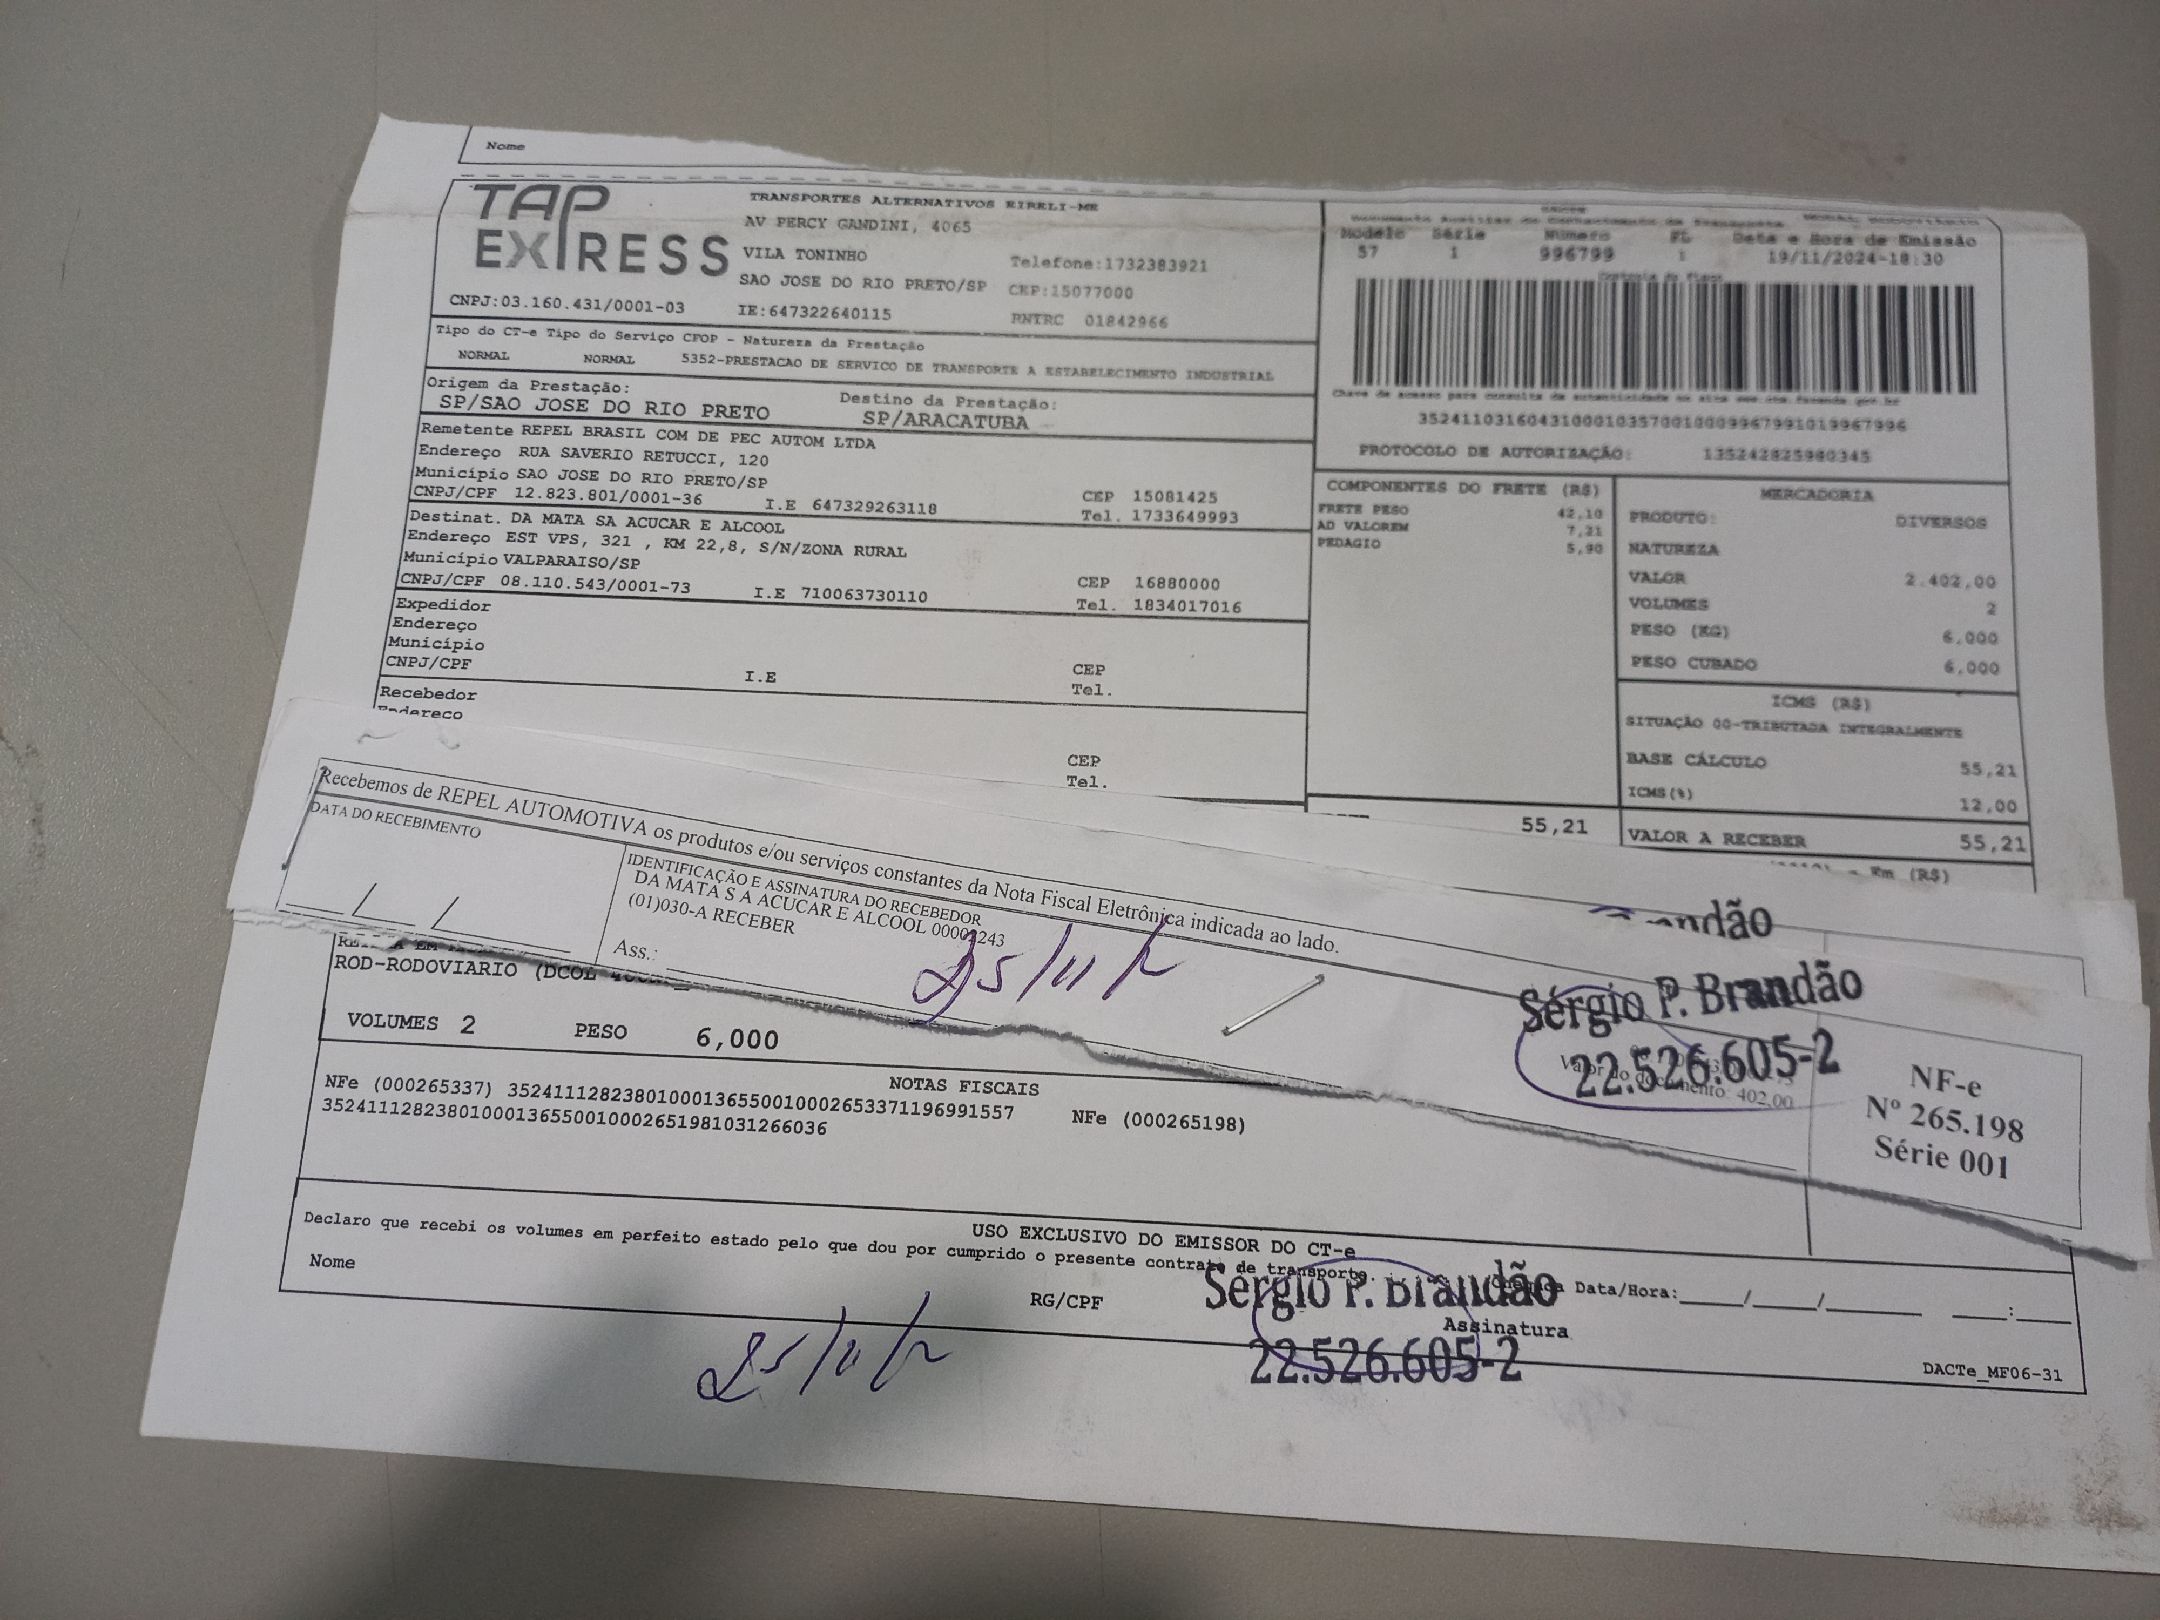 Nome
TAP EXPRESS
TRANSPORTES ALTERNATIVOS EIRELI-ME
AV PERCY GANDINI, 4065
VILA TONINHO
Telefone:1732383921
SAO JOSE DO RIO PRETO/SP CEP:15077000
CNPJ:03.160.431/0001-03 IE:647322640115
RNTRC 01842966
Modelo Série Número FL Data e Hora de Emissão
57 1 996799 1 19/11/2024-18:30
Controle do Fisco
Tipo do CT-e Tipo do Serviço CFOP - Natureza da Prestação
NORMAL NORMAL 5352-PRESTACAO DE SERVICO DE TRANSPORTE A ESTABELECIMENTO INDUSTRIAL
Origem da Prestação: Destino da Prestação:
SP/SAO JOSE DO RIO PRETO SP/ARACATUBA
35241103160431000103570010009967991019967996
PROTOCOLO DE AUTORIZAÇÃO: 135242825980345
Remetente REPEL BRASIL COM DE PEC AUTOM LTDA
Endereço RUA SAVERIO RETUCCI, 120
Município SAO JOSE DO RIO PRETO/SP
CEP 15081425
CNPJ/CPF 12.823.801/0001-36 I.E 647329263118 Tel. 1733649993
Destinat. DA MATA SA ACUCAR E ALCOOL
Endereço EST VPS, 321 , KM 22,8, S/N/ZONA RURAL
Município VALPARAISO/SP
CEP 16880000
CNPJ/CPF 08.110.543/0001-73 I.E 710063730110 Tel. 1834017016
Expedidor
Endereço
Município
CEP
CNPJ/CPF I.E Tel.
Recebedor
Endereço
CEP
Tel.
COMPONENTES DO FRETE (R$)
FRETE PESO 42,10
AD VALOREM 7,21
PEDAGIO 5,90
55,21
MERCADORIA
PRODUTO: DIVERSOS
NATUREZA
VALOR 2.402,00
VOLUMES 2
PESO (KG) 6,000
PESO CUBADO 6,000
ICMS (R$)
SITUAÇÃO 00-TRIBUTADA INTEGRALMENTE
BASE CÁLCULO 55,21
ICMS(%) 12,00
VALOR A RECEBER 55,21
Km (R$)
Recebemos de REPEL AUTOMOTIVA os produtos e/ou serviços constantes da Nota Fiscal Eletrônica indicada ao lado.
DATA DO RECEBIMENTO
IDENTIFICAÇÃO E ASSINATURA DO RECEBEDOR
DA MATA S A ACUCAR E ALCOOL
(01)030-A RECEBER
Ass.:
25/11/2
Sérgio P. Brandão
22.526.605-2
Valor do documento: 402,00
NF-e
Nº 265.198
Série 001
ROD-RODOVIARIO
VOLUMES 2 PESO 6,000
NOTAS FISCAIS
NFe (000265337) 35241112823801000136550010002653371196991557 NFe (000265198)
35241112823801000136550010002651981031266036
USO EXCLUSIVO DO EMISSOR DO CT-e
Declaro que recebi os volumes em perfeito estado pelo que dou por cumprido o presente contrato de transporte.
Nome RG/CPF Assinatura Data/Hora:
Sérgio P. Brandão
22.526.605-2
25/11/2
DACTe_MF06-31